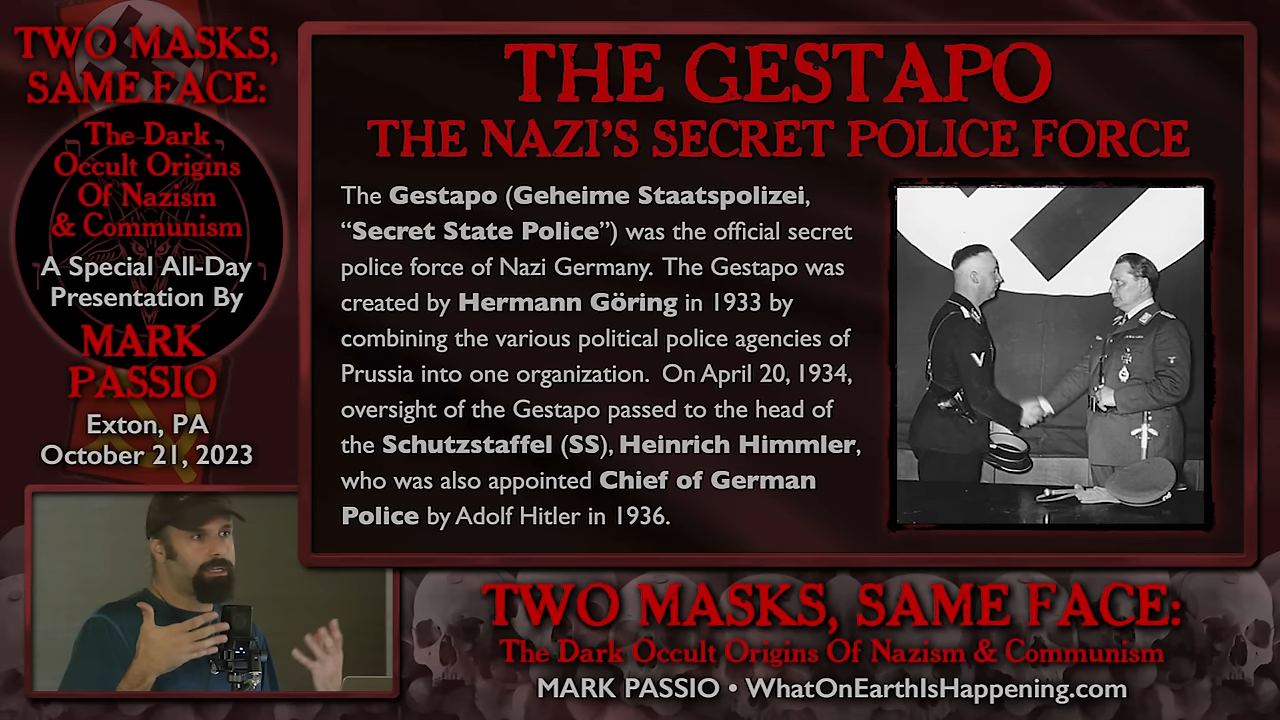 TWO MASKS,
SAME FACE:
The Dark
Occult Origins
Of Nazism
& Communism
A Special All-Day
Presentation By
MARK
PASSIO
Exton, PA
October 21, 2023
THE GESTAPO
THE NAZI'S SECRET POLICE FORCE
The Gestapo (Geheime Staatspolizei,
“Secret State Police”) was the official secret
police force of Nazi Germany. The Gestapo was
created by Hermann Göring in 1933 by
combining the various political police agencies of
Prussia into one organization. On April 20, 1934,
oversight of the Gestapo passed to the head of
the Schutzstaffel (SS), Heinrich Himmler,
who was also appointed Chief of German
Police by Adolf Hitler in 1936.
TWO MASKS, SAME FACE:
The Dark Occult Origins Of Nazism & Communism
MARK PASSIO • WhatOnEarthIsHappening.com